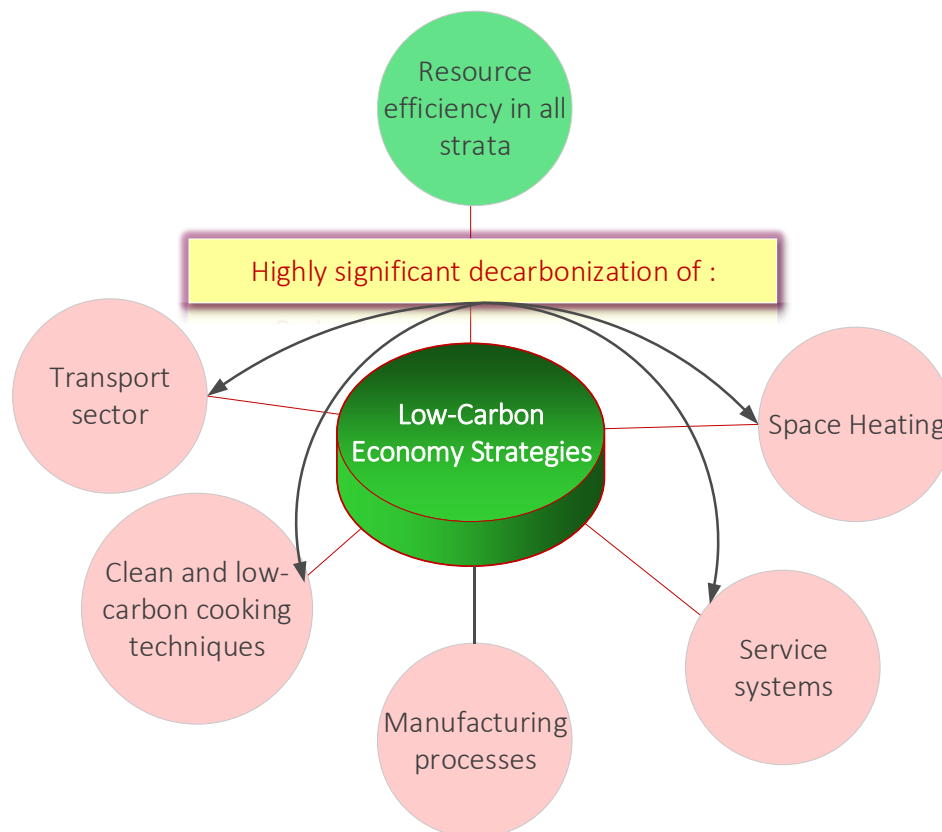 Resource
efficiency in all
strata
Highly significant decarbonization of :
Transport
sector
Low-Carbon
Economy Strategies
Space Heating
Clean and low-
carbon cooking
techniques
Service
systems
Manufacturing
processes